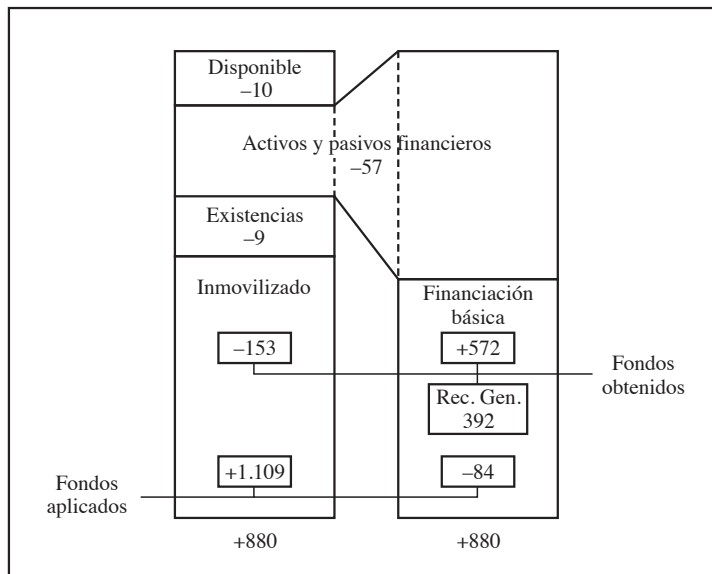 Disponible
–10
Activos y pasivos financieros
–57
Existencias
–9
Inmovilizado
Financiación
básica
–153
+572
Fondos
obtenidos
Rec. Gen.
392
+1.109
–84
Fondos
aplicados
+880
+880